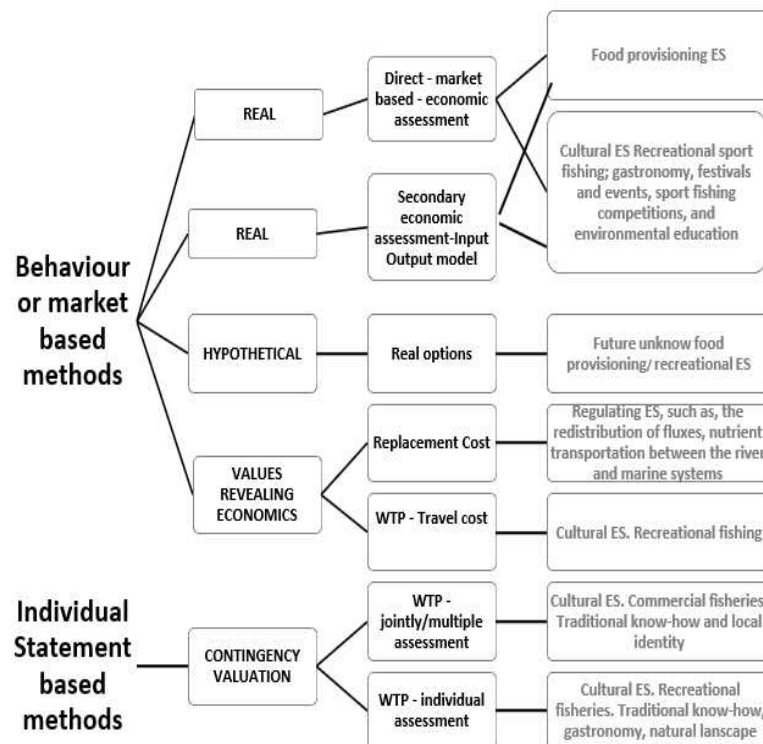 Behaviour
or market
based
methods
REAL
Direct - market
based - economic
assessment
Food provisioning ES
Cultural ES Recreational sport
fishing; gastronomy, festivals
and events, sport fishing
competitions, and
environmental education
REAL
Secondary
economic
assessment-Input
Output model
HYPOTHETICAL
Real options
Future unknow food
provisioning/ recreational ES
VALUES
REVEALING
ECONOMICS
Replacement Cost
Regulating ES, such as, the
redistribution of fluxes, nutrient
transportation between the river
and marine systems
WTP - Travel cost
Cultural ES. Recreational fishing
Individual
Statement
based
methods
CONTINGENCY
VALUATION
WTP -
jointly/multiple
assessment
Cultural ES. Commercial fisheries.
Traditional know-how and local
identity
WTP - individual
assessment
Cultural ES. Recreational
fisheries. Traditional know-how,
gastronomy, natural lanscape